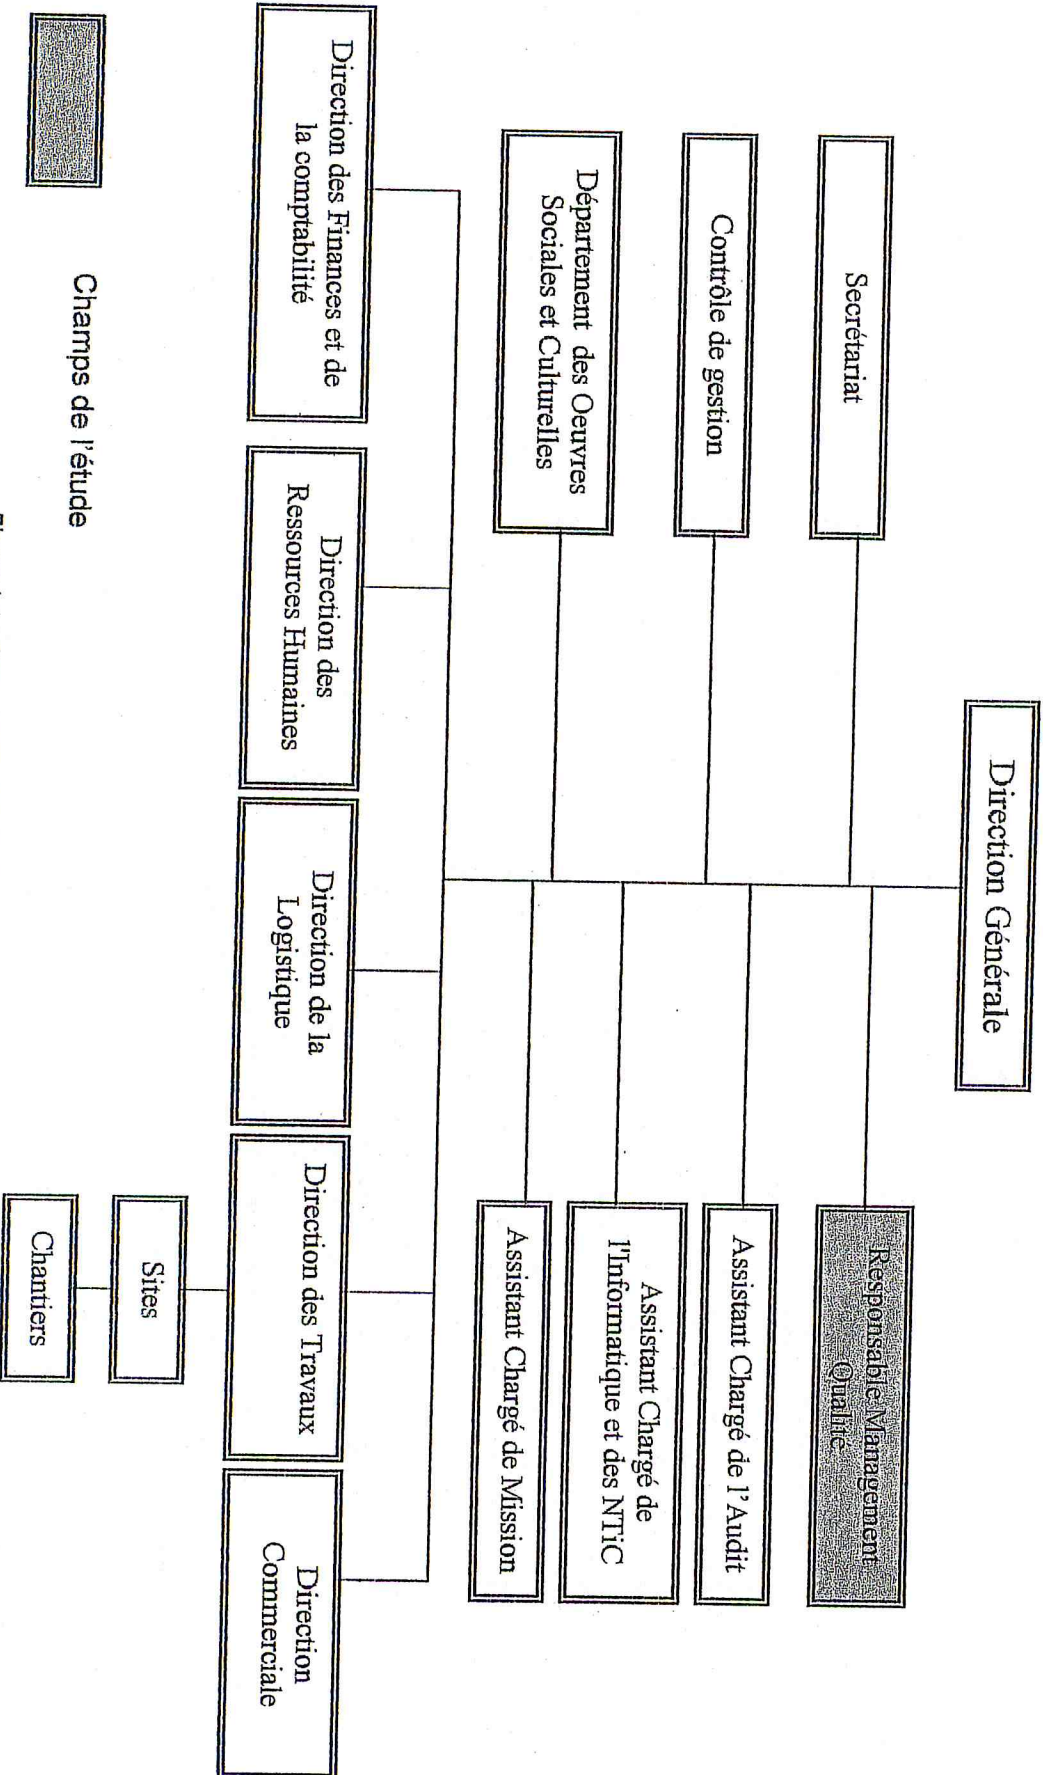 Direction Générale
Secrétariat
Responsable Management
Qualité
Contrôle de gestion
Assistant Chargé de l'Audit
Département des Oeuvres
Sociales et Culturelles
Assistant Chargé de
l'Informatique et des NTiC
Assistant Chargé de Mission
Direction des Finances et de
la comptabilité
Direction des
Ressources Humaines
Direction de la
Logistique
Direction des Travaux
Direction
Commerciale
Sites
Chantiers
Champs de l'étude